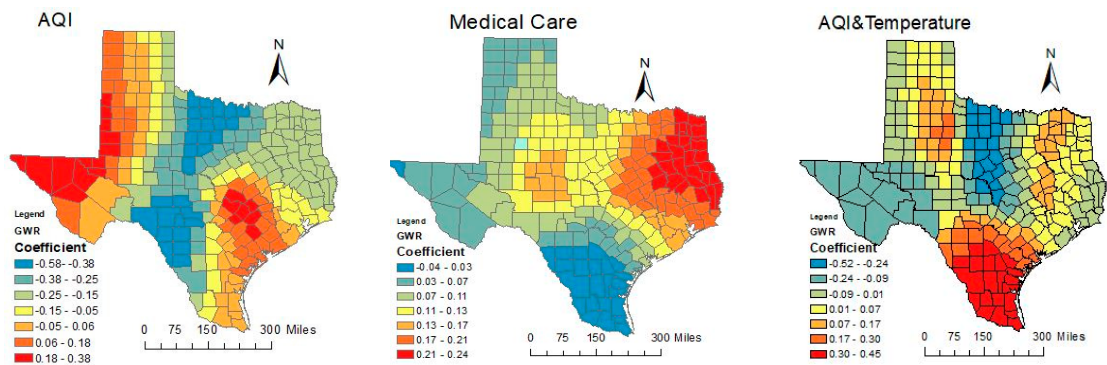 AQI
N
Legend
GWR
Coefficient
-0.58- -0.38
-0.38 - -0.25
-0.25 - -0.15
-0.15 - -0.05
-0.05 - 0.06
0.06 - 0.18
0.18 - 0.38
0 75 150 300 Miles
Medical Care
N
Legend
GWR
Coefficient
-0.04 - 0.03
0.03 - 0.07
0.07 - 0.11
0.11 - 0.13
0.13 - 0.17
0.17 - 0.21
0.21 - 0.24
0 75 150 300 Miles
AQI&Temperature
N
Legend
GWR
Coefficient
-0.52 - -0.24
-0.24 - -0.09
-0.09 - 0.01
0.01 - 0.07
0.07 - 0.17
0.17 - 0.30
0.30 - 0.45
0 75 150 300 Miles